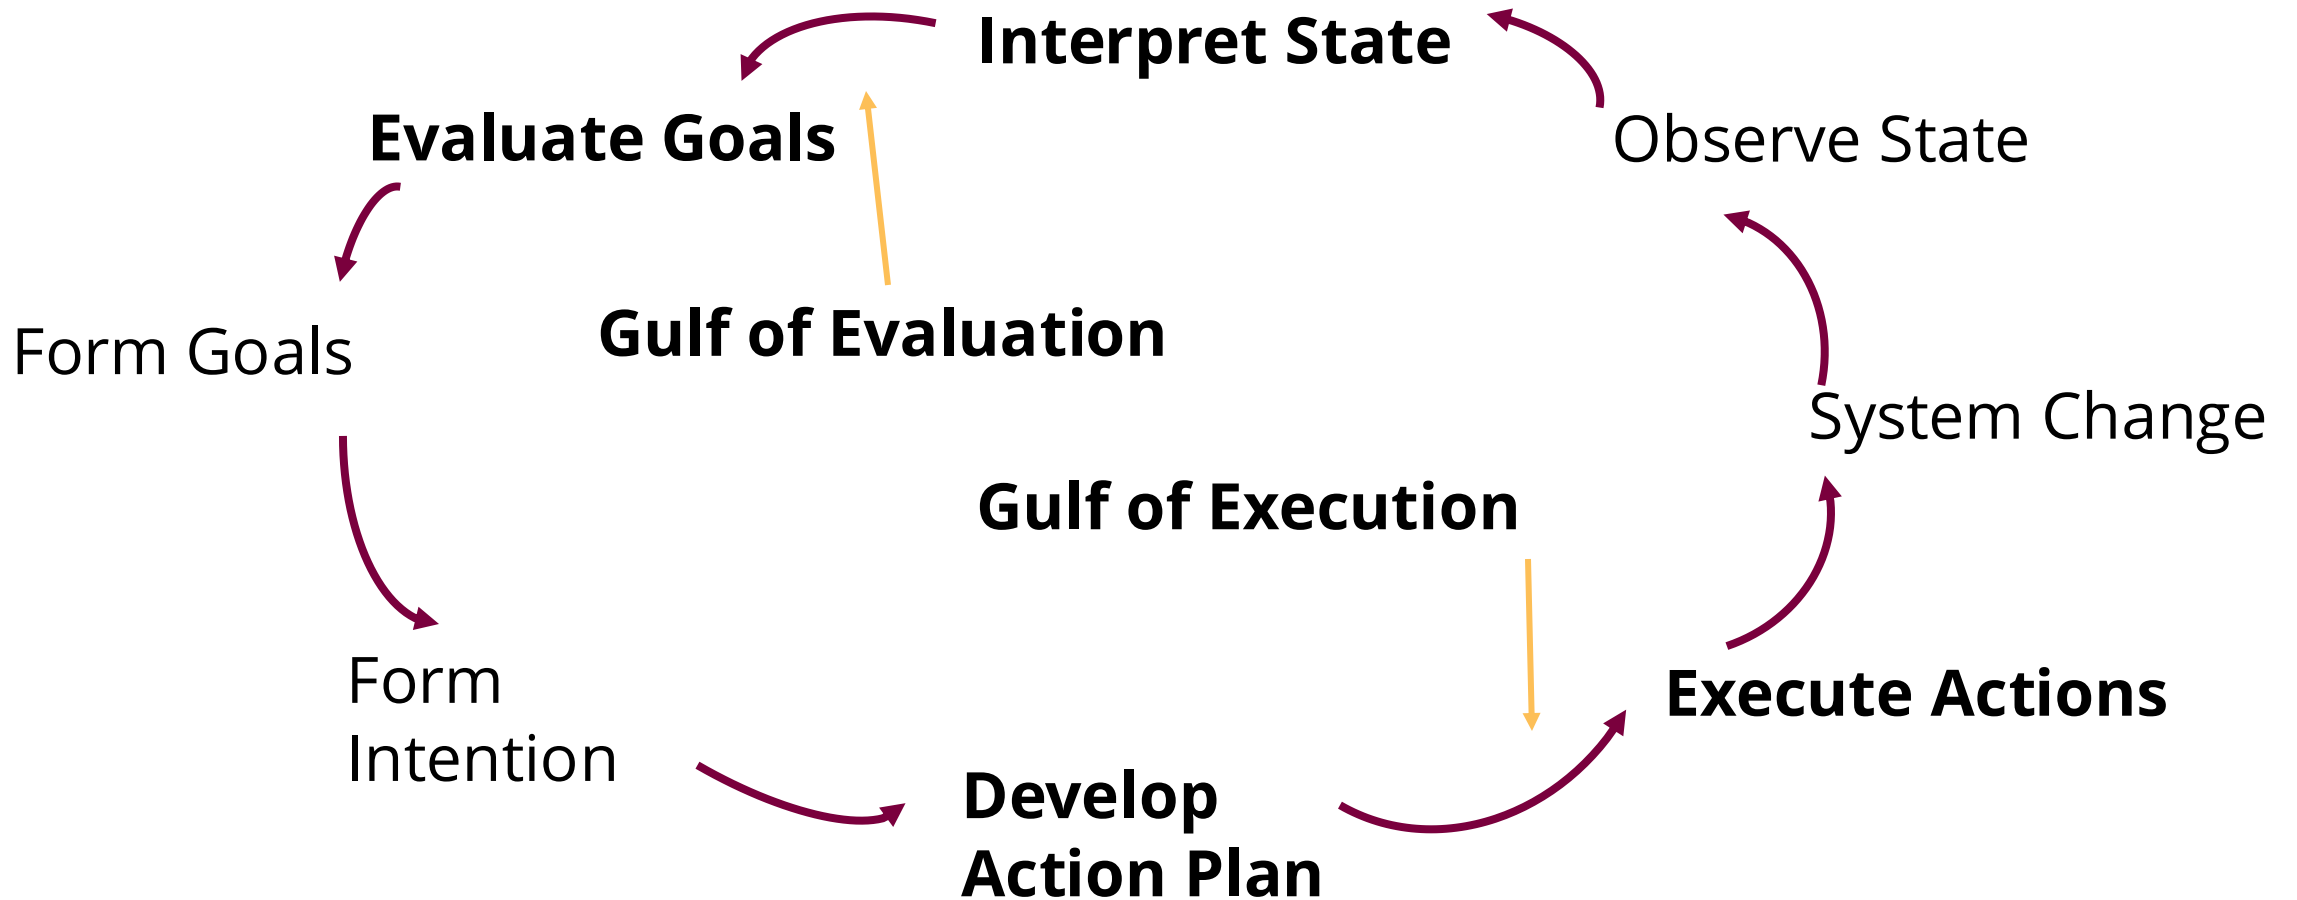 Interpret State
Evaluate Goals
Observe State
Gulf of Evaluation
Form Goals
System Change
Gulf of Execution
Form
Intention
Execute Actions
Develop
Action Plan